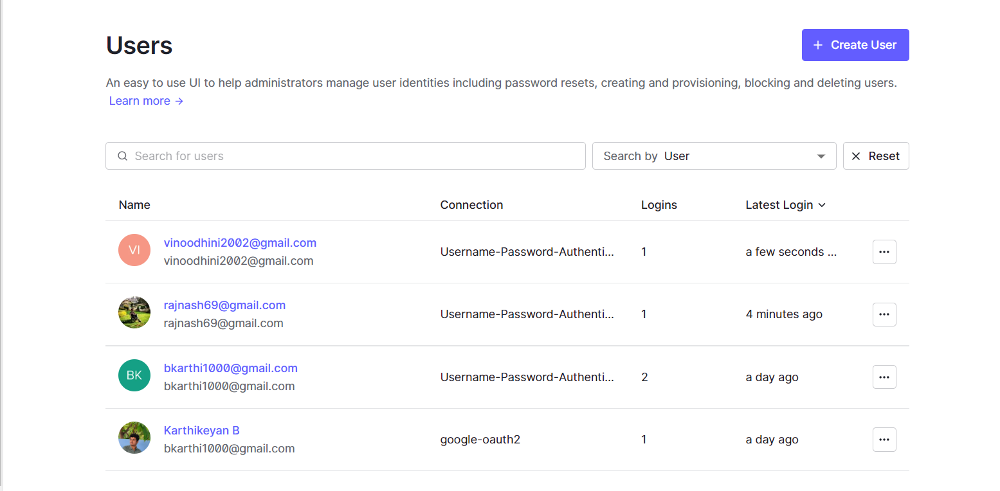 Users
+ Create User
An easy to use UI to help administrators manage user identities including password resets, creating and provisioning, blocking and deleting users.
Learn more →
Search for users
Search by User
Reset
Name Connection Logins Latest Login
VI
vinoodhini2002@gmail.com
vinoodhini2002@gmail.com
Username-Password-Authenti... 1 a few seconds ...
rajnash69@gmail.com
rajnash69@gmail.com
Username-Password-Authenti... 1 4 minutes ago
BK
bkarthi1000@gmail.com
bkarthi1000@gmail.com
Username-Password-Authenti... 2 a day ago
Karthikeyan B
bkarthi1000@gmail.com
google-oauth2 1 a day ago